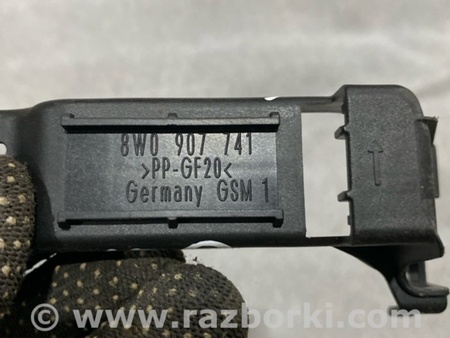 8W0 907 741
>PP-GF20<
Germany GSM 1
T
© www.razborki.com ®